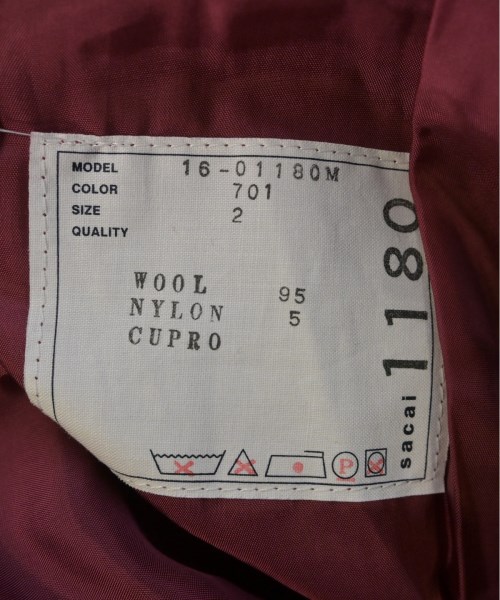 MODEL 16-01180M
COLOR 701
SIZE 2
QUALITY
WOOL 95
NYLON 5
CUPRO
P
sacai 1180